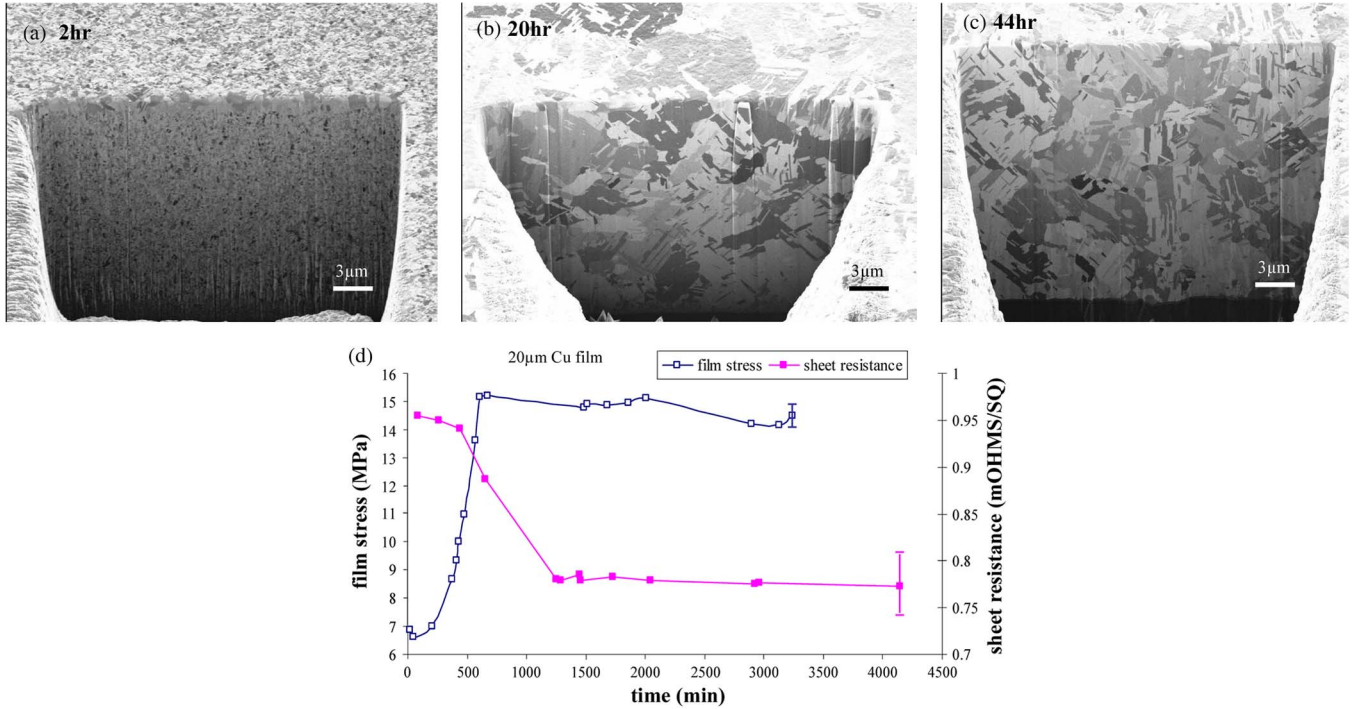 (a) 2hr
3µm
(b) 20hr
3µm
(c) 44hr
3µm
(d)
20µm Cu film
film stress
sheet resistance
film stress (MPa)
16
15
14
13
12
11
10
9
8
7
6
1
0.95
0.9
0.85
0.8
0.75
0.7
sheet resistance (mOHMS/SQ)
0 500 1000 1500 2000 2500 3000 3500 4000 4500
time (min)